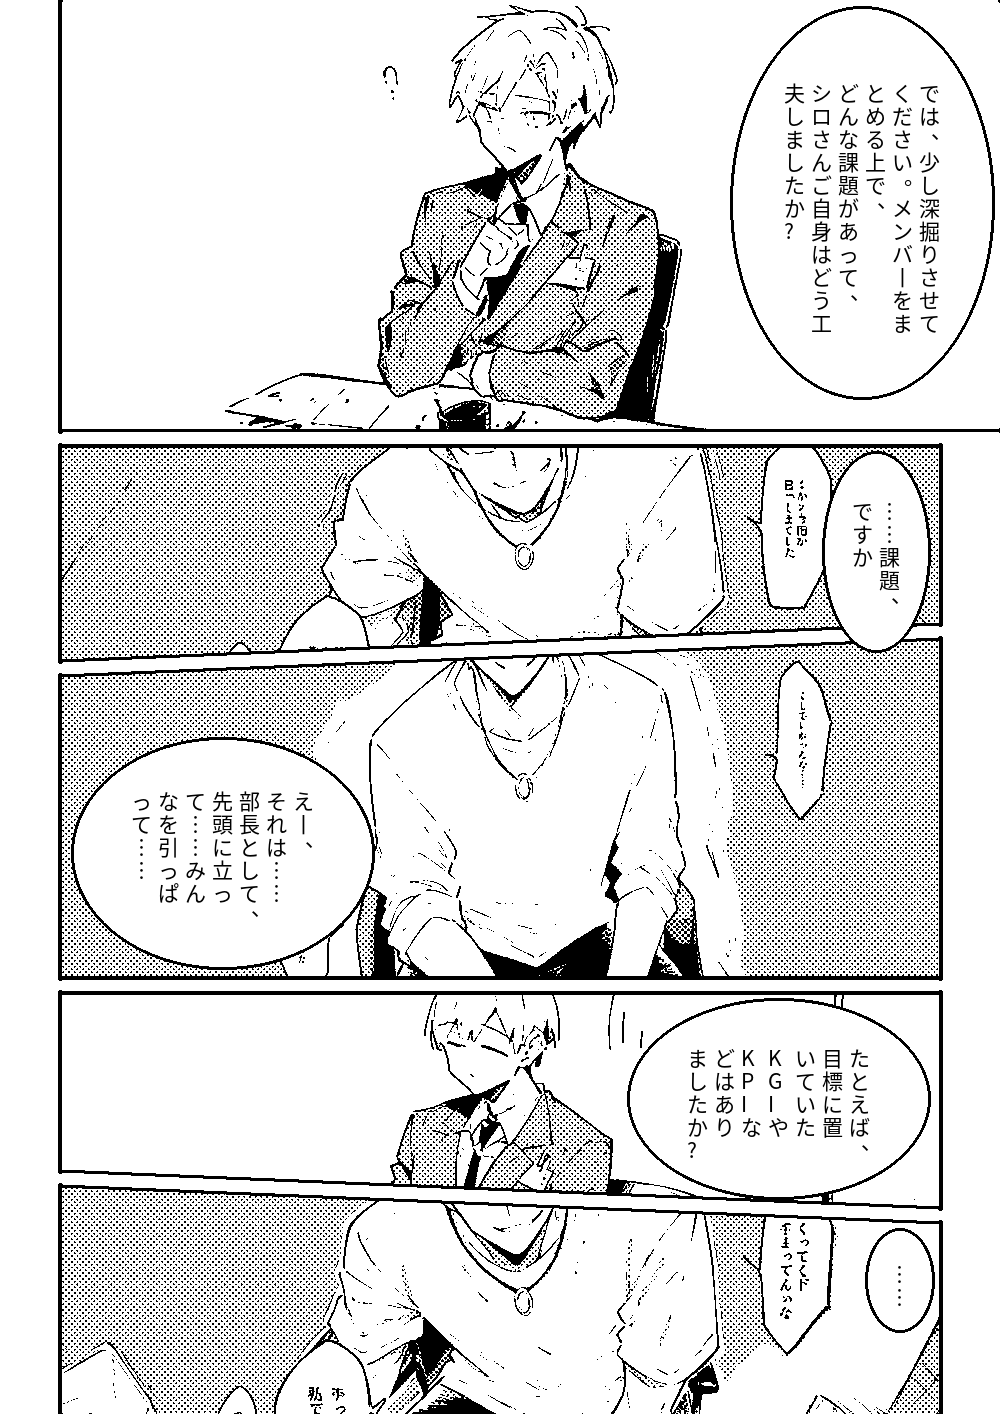 では、少し深掘りさせて
ください。メンバーをま
とめる上で、
どんな課題があって、
シロさんご自身はどう工
夫しましたか?
……課題、
ですか
えー、
それは……
部長として、
先頭に立っ
て……みん
なを引っぱ
って……
たとえば、
目標に置
いていた
KGIや
KPIな
どはあり
ましたか?
……